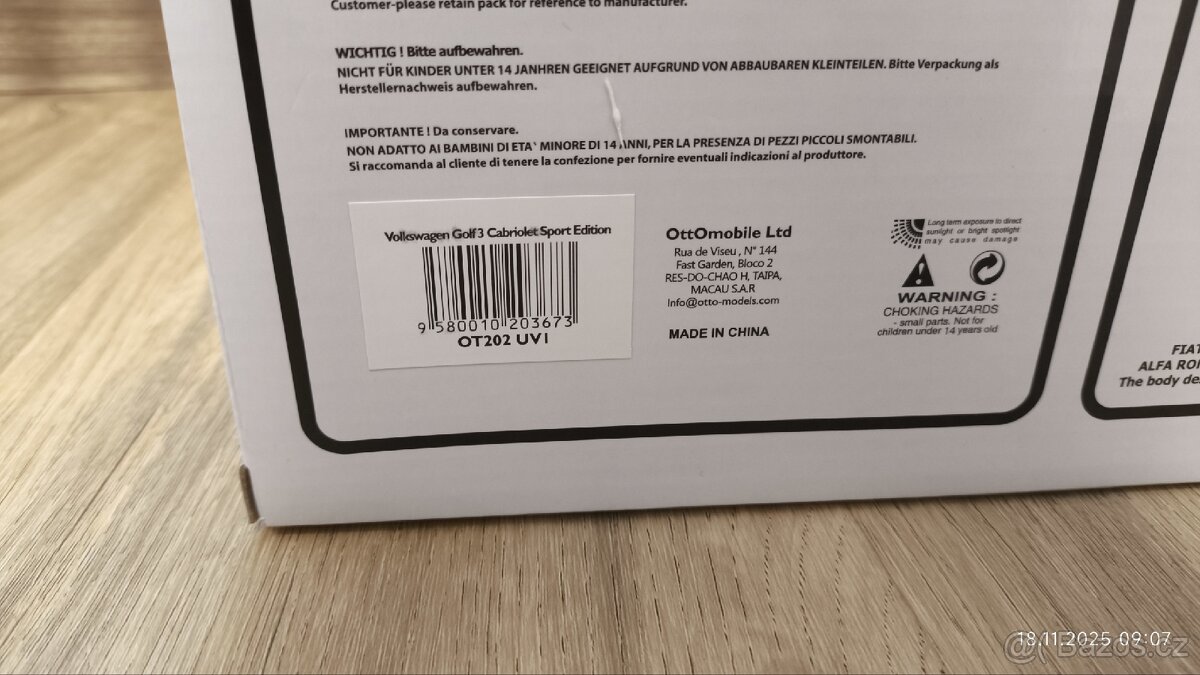 Customer-please retain pack for reference to manufacturer.
WICHTIG ! Bitte aufbewahren.
NICHT FÜR KINDER UNTER 14 JANHREN GEEIGNET AUFGRUND VON ABBAUBAREN KLEINTEILEN. Bitte Verpackung als
Herstellernachweis aufbewahren.
IMPORTANTE ! Da conservare.
NON ADATTO AI BAMBINI DI ETA` MINORE DI 14 ANNI, PER LA PRESENZA DI PEZZI PICCOLI SMONTABILI.
Si raccomanda al cliente di tenere la confezione per fornire eventuali indicazioni al produttore.
Volkswagen Golf 3 Cabriolet Sport Edition
9 580010 203673
OT202 UV1
OttOmobile Ltd
Rua de Viseu , N° 144
Fast Garden, Bloco 2
RES-DO-CHAO H, TAIPA,
MACAU S.A.R
Info@otto-models.com
MADE IN CHINA
Long term exposure to direct
sunlight or bright spotlight
may cause damage
WARNING :
CHOKING HAZARDS
- small parts. Not for
children under 14 years old
FIAT
ALFA RO
The body de
18.11.2025 09:07
Bazos.cz